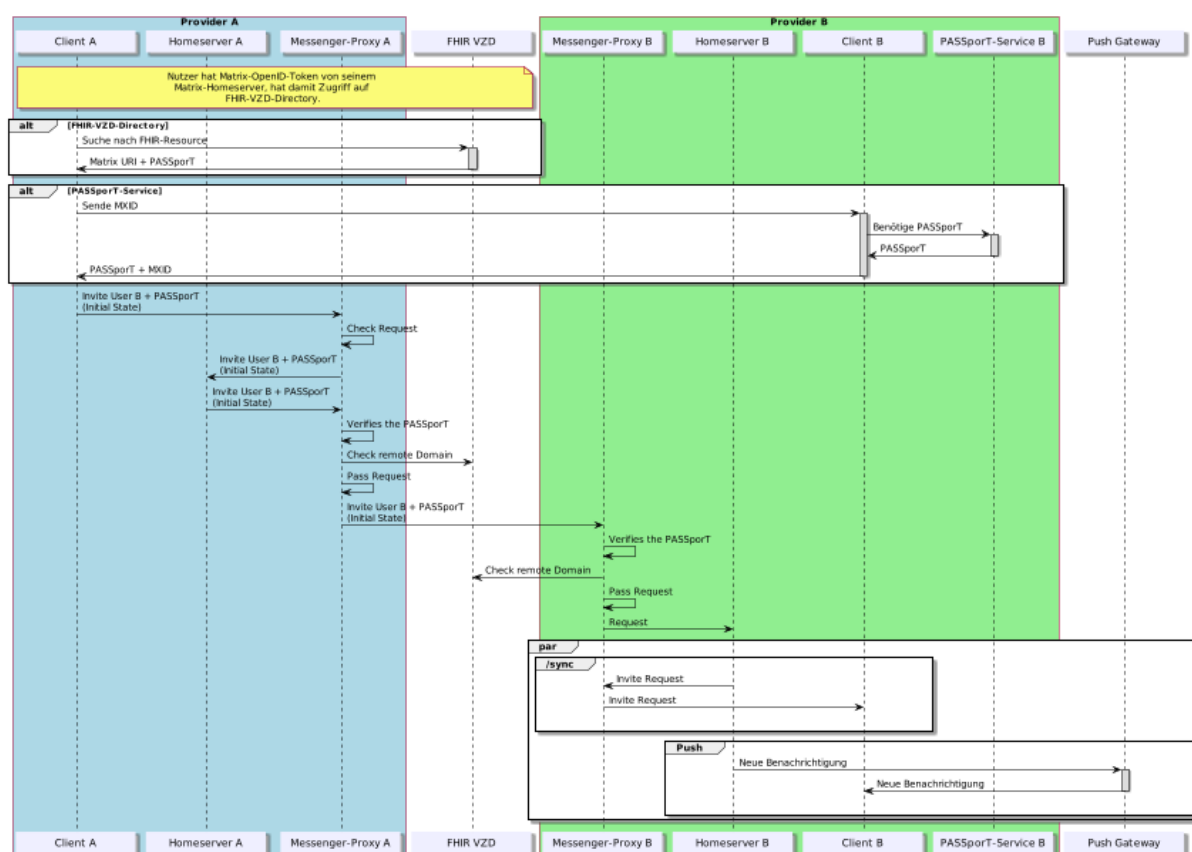 Provider A
Provider B
Client A
Homeserver A
Messenger-Proxy A
FHIR VZD
Messenger-Proxy B
Homeserver B
Client B
PASSporT-Service B
Push Gateway
Nutzer hat Matrix-OpenID-Token von seinem
Matrix-Homeserver, hat damit Zugriff auf
FHIR-VZD-Directory.
alt
[FHIR-VZD-Directory]
Suche nach FHIR-Resource
Matrix URI + PASSporT
alt
[PASSporT-Service]
Sende MXID
Benötige PASSporT
PASSporT
PASSporT + MXID
Invite User B + PASSporT
(Initial State)
Check Request
Invite User B + PASSporT
(Initial State)
Invite User B + PASSporT
(Initial State)
Verifies the PASSporT
Check remote Domain
Pass Request
Invite User B + PASSporT
(Initial State)
Verifies the PASSporT
Check remote Domain
Pass Request
Request
par
/sync
Invite Request
Invite Request
Push
Neue Benachrichtigung
Neue Benachrichtigung
Client A
Homeserver A
Messenger-Proxy A
FHIR VZD
Messenger-Proxy B
Homeserver B
Client B
PASSporT-Service B
Push Gateway